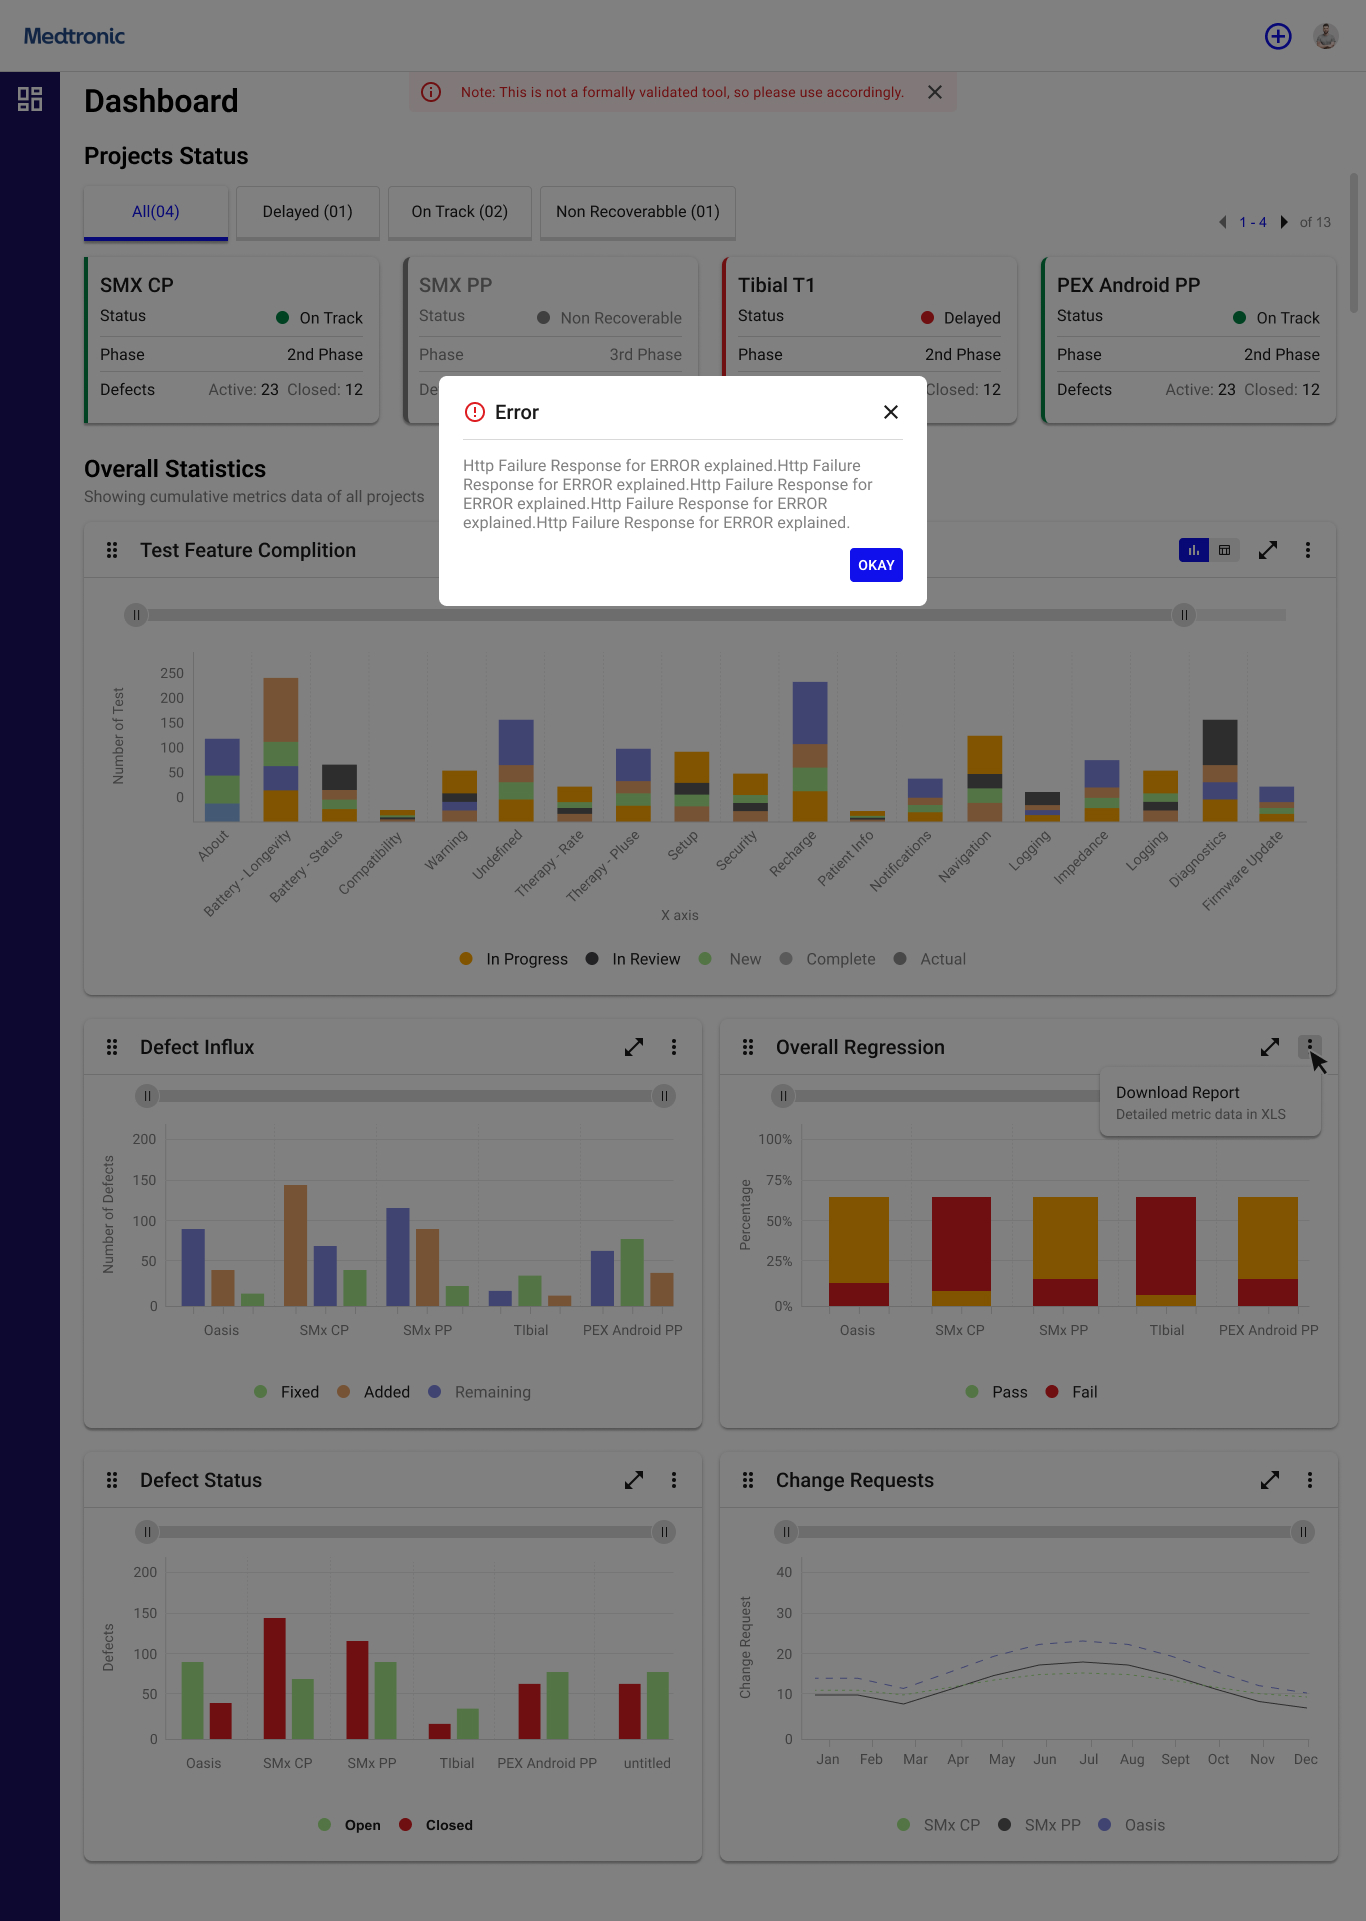 Medtronic
Dashboard
Note: This is not a formally validated tool, so please use accordingly.
Projects Status
All(04)
Delayed (01)
On Track (02)
Non Recoverabble (01)
1 - 4
of 13
SMX CP
Status
On Track
Phase
2nd Phase
Defects
Active: 23 Closed: 12
SMX PP
Status
Non Recoverable
Phase
3rd Phase
De
Tibial T1
Status
Delayed
Phase
2nd Phase
Closed: 12
PEX Android PP
Status
On Track
Phase
2nd Phase
Defects
Active: 23 Closed: 12
Error
Http Failure Response for ERROR explained.Http Failure
Response for ERROR explained.Http Failure Response for
ERROR explained.Http Failure Response for ERROR
explained.Http Failure Response for ERROR explained.
OKAY
Overall Statistics
Showing cumulative metrics data of all projects
Test Feature Complition
Number of Test
250
200
150
100
50
0
About
Battery - Longevity
Battery - Status
Compatibility
Warning
Undefined
Therapy - Rate
Therapy - Pluse
Setup
Security
Recharge
Patient Info
Notifications
Navigation
Logging
Impedance
Logging
Diagnostics
Firmware Update
X axis
In Progress
In Review
New
Complete
Actual
Defect Influx
Number of Defects
200
150
100
50
0
Oasis
SMx CP
SMx PP
TIbial
PEX Android PP
Fixed
Added
Remaining
Overall Regression
Download Report
Detailed metric data in XLS
Percentage
100%
75%
50%
25%
0%
Oasis
SMx CP
SMx PP
TIbial
PEX Android PP
Pass
Fail
Defect Status
Defects
200
150
100
50
0
Oasis
SMx CP
SMx PP
TIbial
PEX Android PP
untitled
Open
Closed
Change Requests
Change Request
40
30
20
10
0
Jan
Feb
Mar
Apr
May
Jun
Jul
Aug
Sept
Oct
Nov
Dec
SMx CP
SMx PP
Oasis